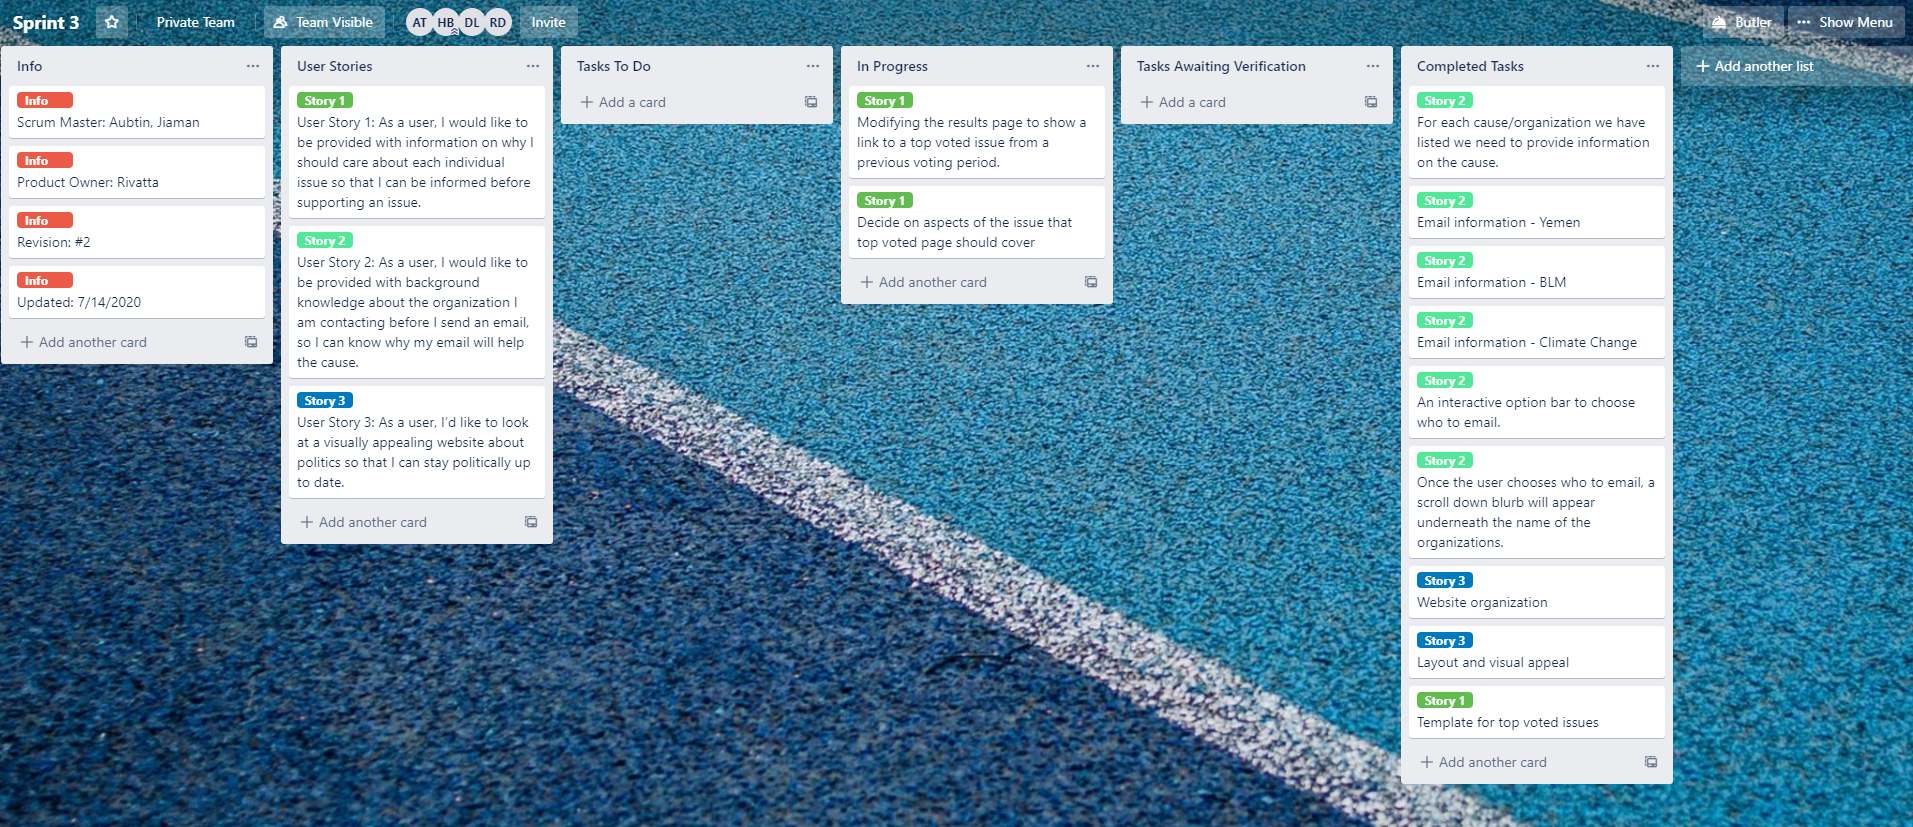 Sprint 3
Private Team
Team Visible
AT HB DL RD
Invite
Butler
Show Menu
Info
Info
Scrum Master: Aubtin, Jiaman
Info
Product Owner: Rivatta
Info
Revision: #2
Info
Updated: 7/14/2020
Add another card
User Stories
Story 1
User Story 1: As a user, I would like to
be provided with information on why I
should care about each individual
issue so that I can be informed before
supporting an issue.
Story 2
User Story 2: As a user, I would like to
be provided with background
knowledge about the organization I
am contacting before I send an email,
so I can know why my email will help
the cause.
Story 3
User Story 3: As a user, I'd like to look
at a visually appealing website about
politics so that I can stay politically up
to date.
Add another card
Tasks To Do
Add a card
In Progress
Story 1
Modifying the results page to show a
link to a top voted issue from a
previous voting period.
Story 1
Decide on aspects of the issue that
top voted page should cover
Add another card
Tasks Awaiting Verification
Add a card
Completed Tasks
Story 2
For each cause/organization we have
listed we need to provide information
on the cause.
Story 2
Email information - Yemen
Story 2
Email information - BLM
Story 2
Email information - Climate Change
Story 2
An interactive option bar to choose
who to email.
Story 2
Once the user chooses who to email, a
scroll down blurb will appear
underneath the name of the
organizations.
Story 3
Website organization
Story 3
Layout and visual appeal
Story 1
Template for top voted issues
Add another card
Add another list